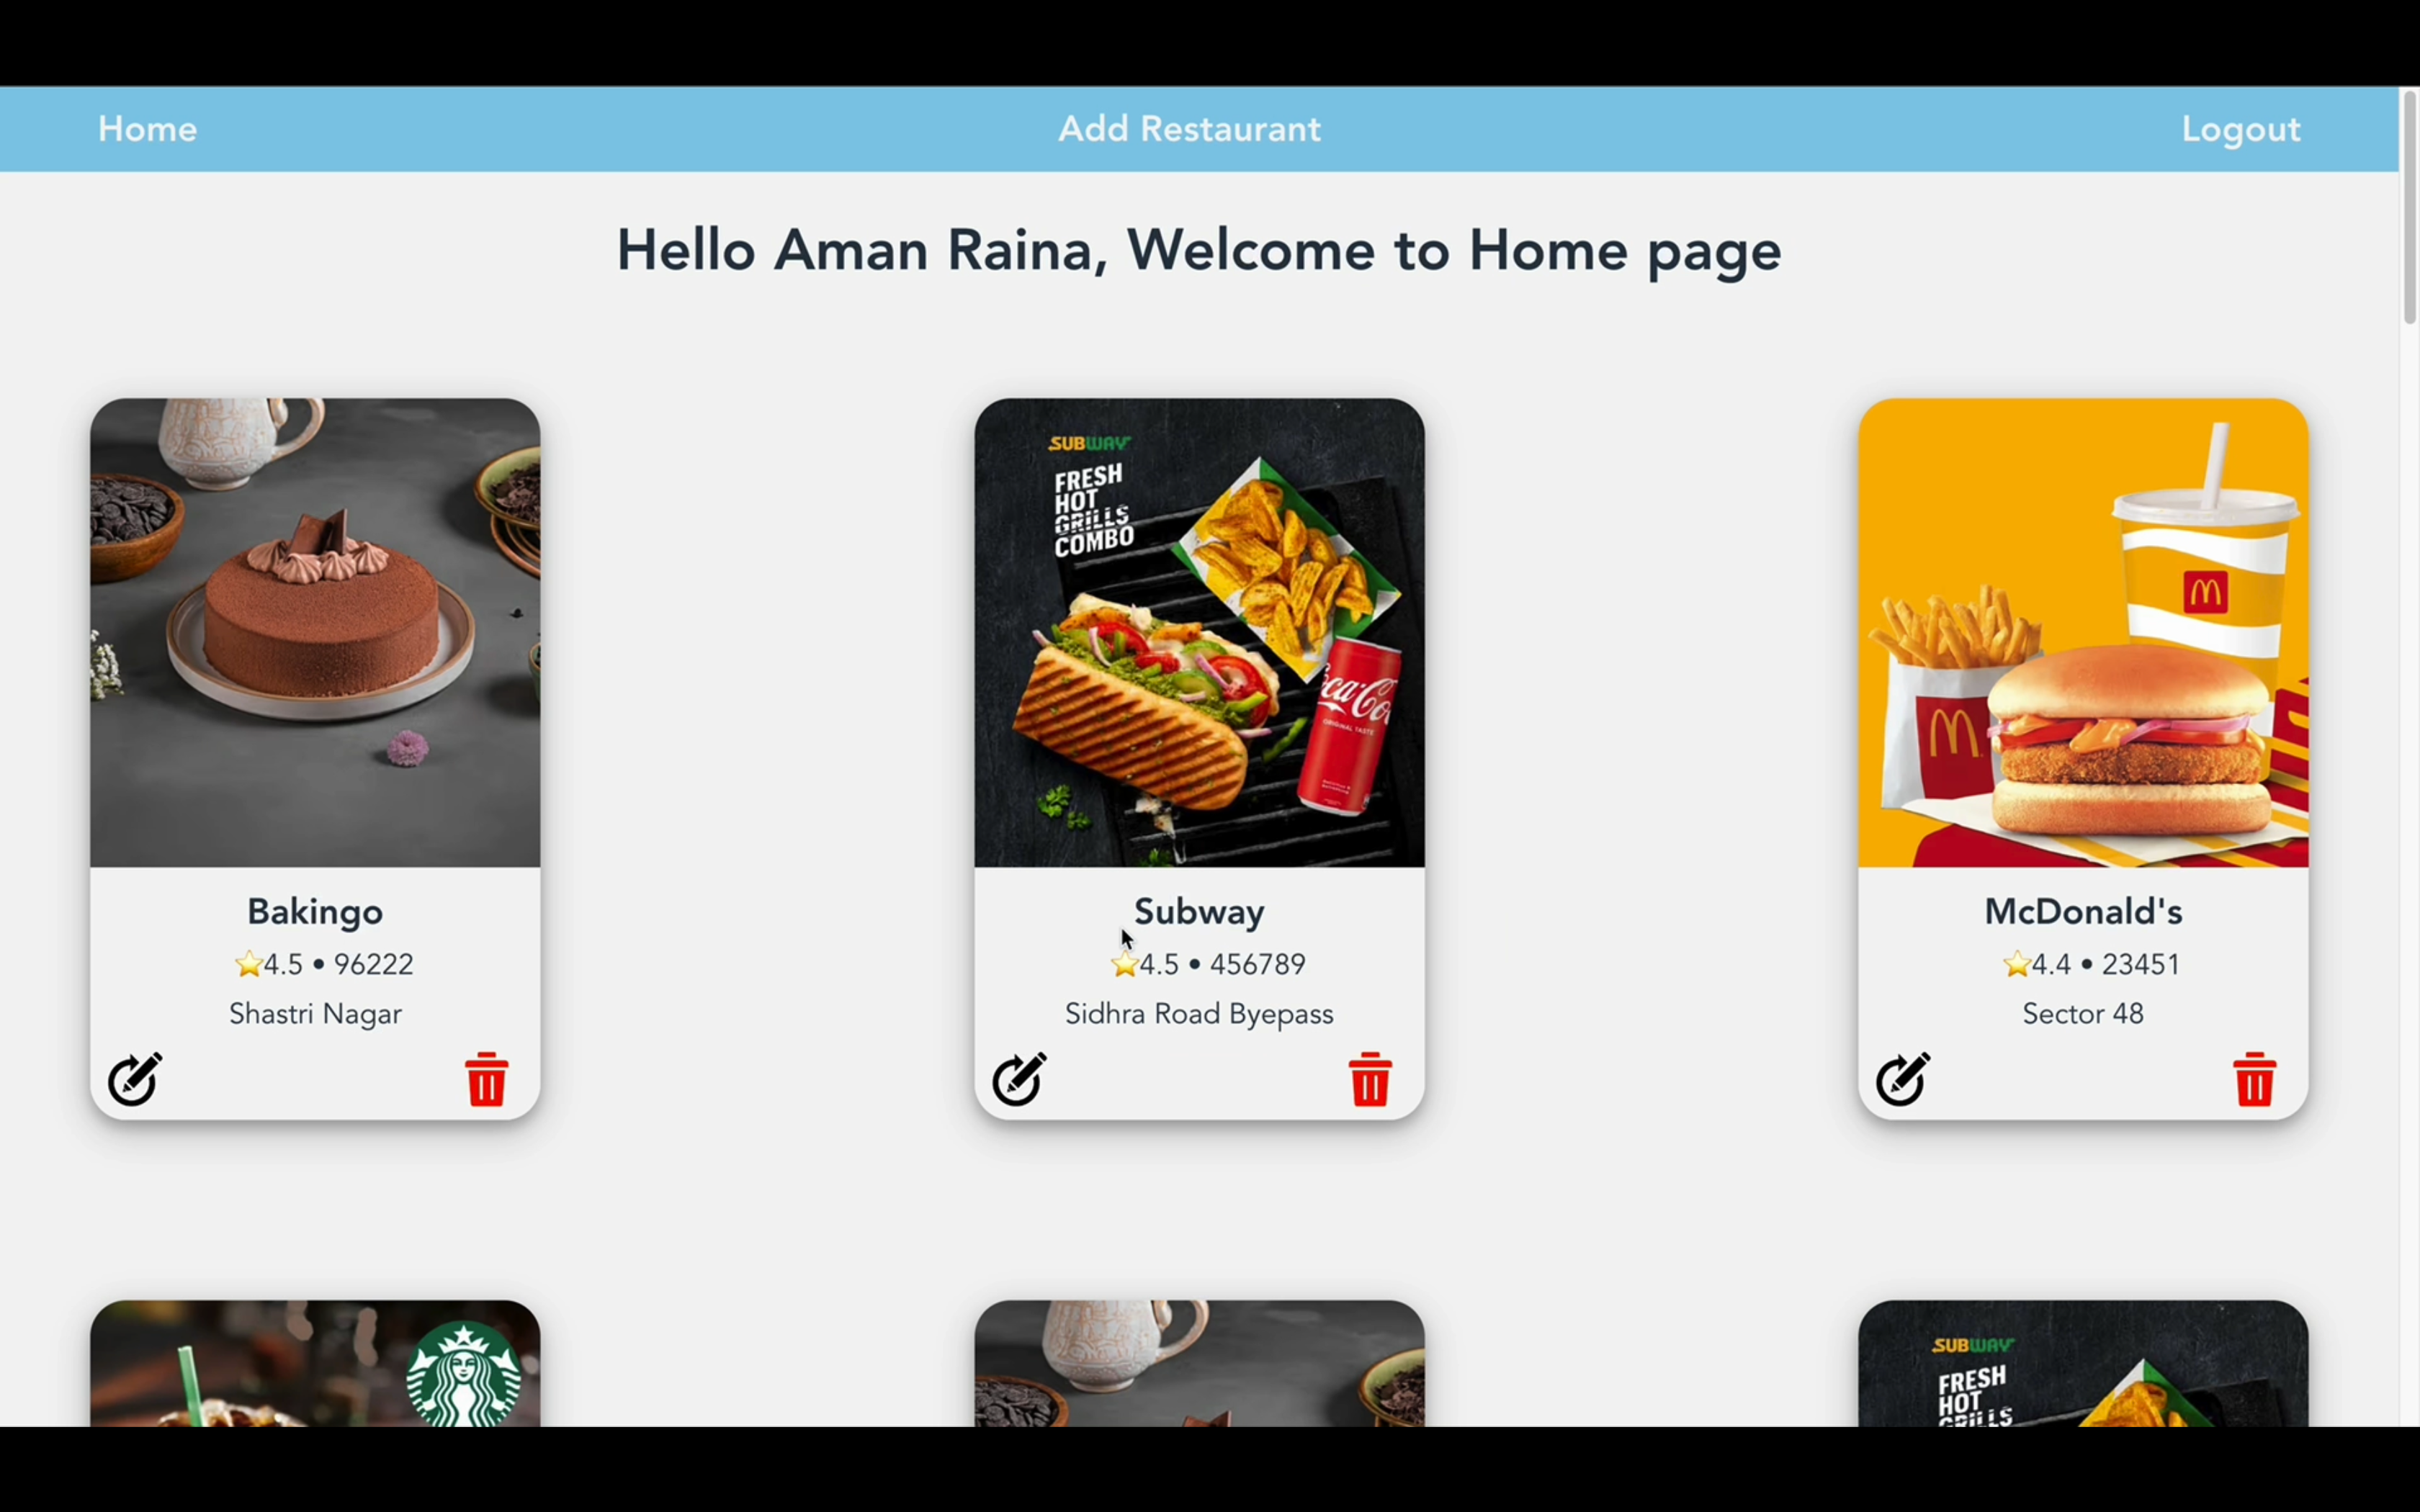 Home
Add Restaurant
Logout
Hello Aman Raina, Welcome to Home page
SUBWAY
FRESH
HOT
GRILLS
COMBO
ORIGINAL TASTE
Bakingo
⭐4.5 • 96222
Shastri Nagar
Subway
⭐4.5 • 456789
Sidhra Road Byepass
McDonald's
⭐4.4 • 23451
Sector 48
SUBWAY
FRESH
HOT
GRILLS